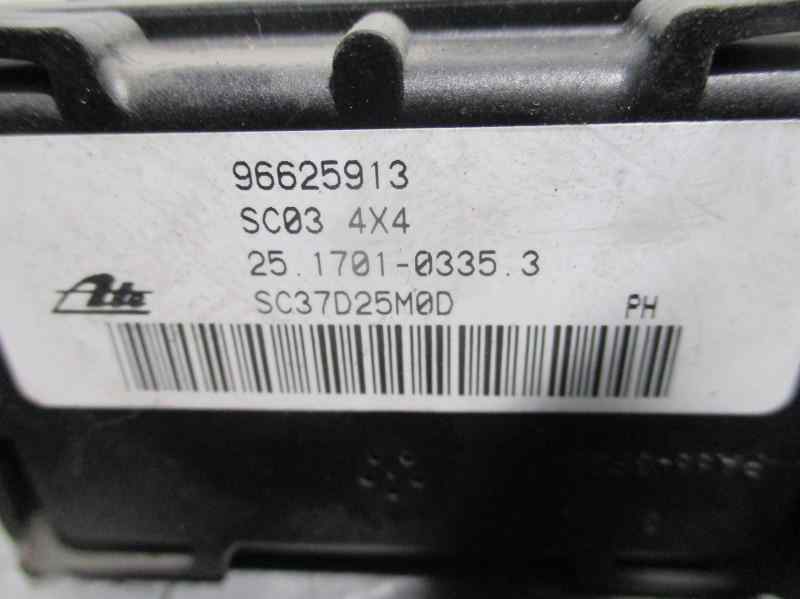 96625913
SC03 4X4
25.1701-0335.3
Ate
SC37D25M0D PH